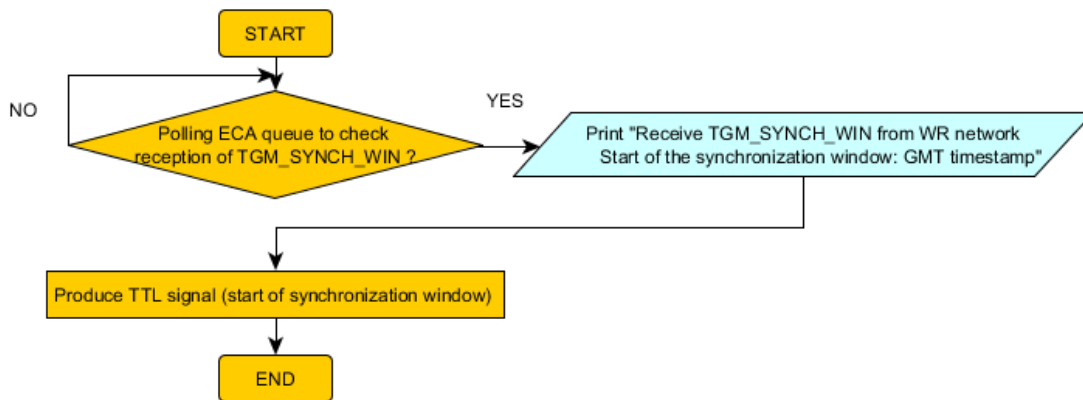 START
NO
YES
Polling ECA queue to check
reception of TGM_SYNCH_WIN ?
Print "Receive TGM_SYNCH_WIN from WR network
Start of the synchronization window: GMT timestamp"
Produce TTL signal (start of synchronization window)
END